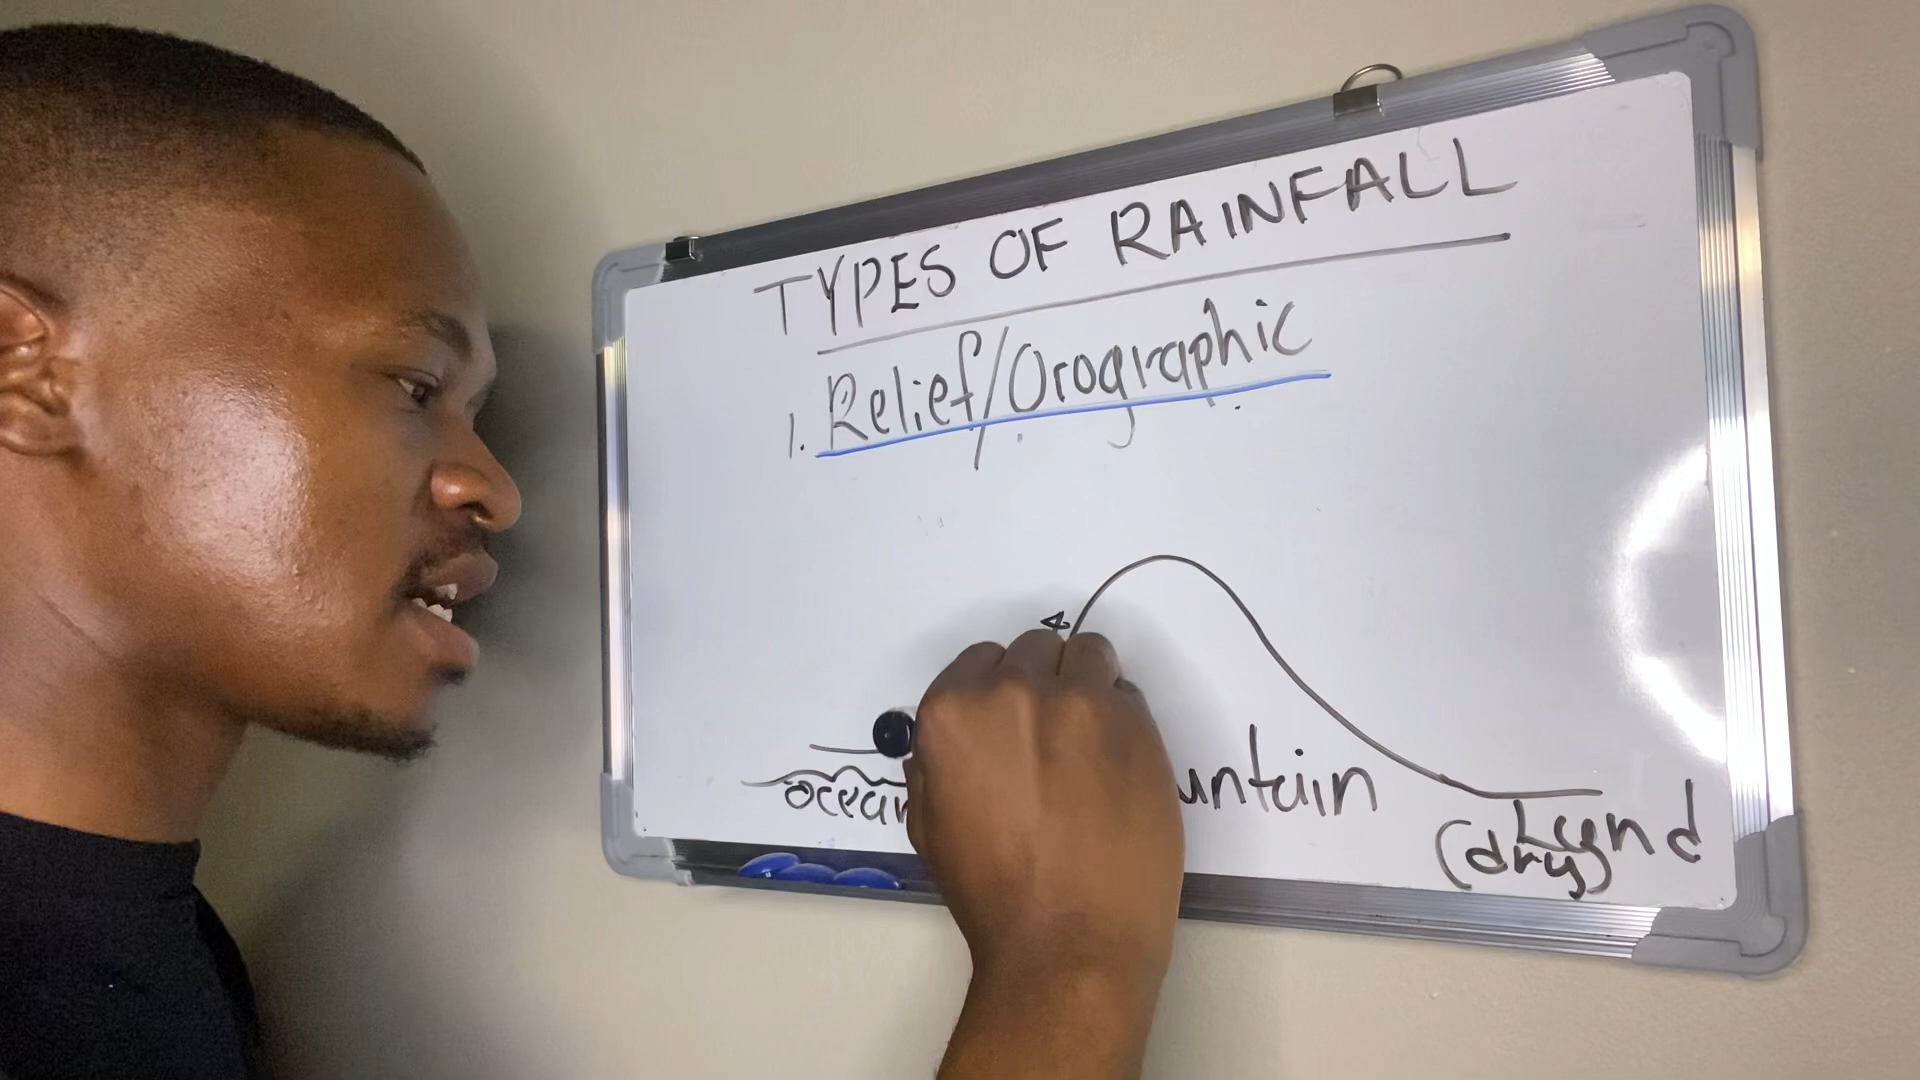 TYPES OF RAINFALL
1. Relief/Orographic
ocean
untain
Land
(dry)